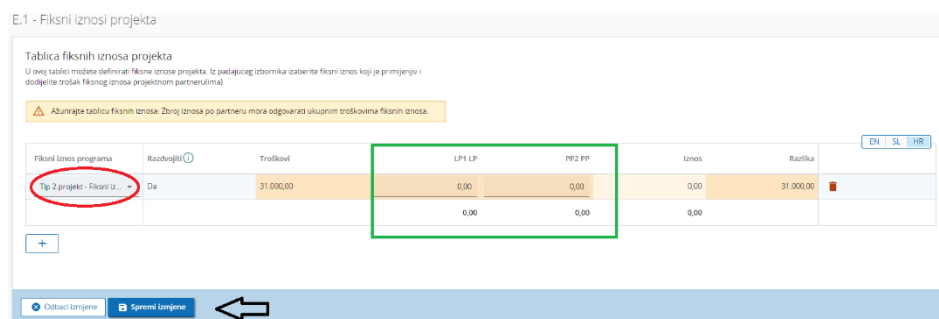 E.1 - Fiksni iznosi projekta
Tablica fiksnih iznosa projekta
U ovoj tablici možete definirati fiksne iznose projekta. Iz padajućeg izbornika izaberite fiksni iznos koji je primijenjiv i
dodijelite trošak fiksnog iznosa projektnom partneru(ima).
Ažurirajte tablicu fiksnih iznosa: Zbroj iznosa po partneru mora odgovarati ukupnim troškovima fiksnih iznosa.
EN SL HR
Fiksni iznos programa Razdvojiti Troškovi LP1 LP PP2 PP Iznos Razlika
Tip 2 projekt - Fiksni iz... Da 31.000,00 0,00 0,00 0,00 31.000,00
0,00 0,00 0,00
+
Odbaci izmjene Spremi izmjene